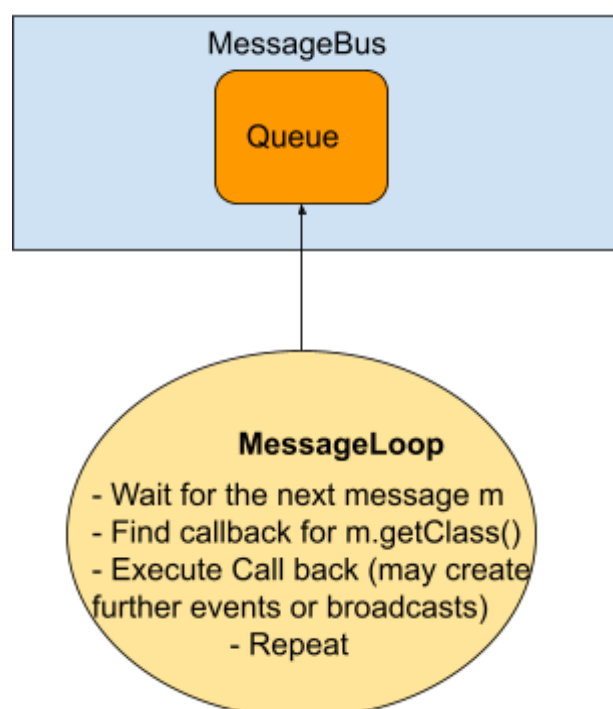 MessageBus
Queue
MessageLoop
- Wait for the next message m
- Find callback for m.getClass()
- Execute Call back (may create
further events or broadcasts)
- Repeat